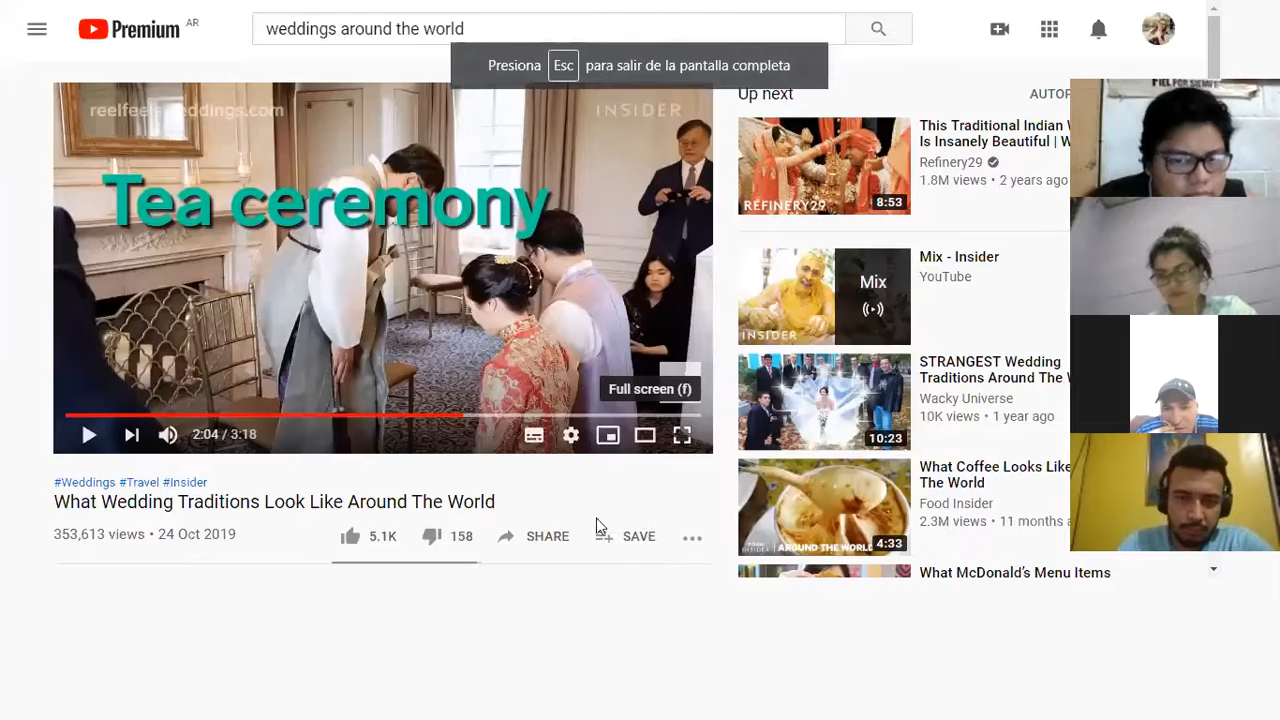 Premium AR
weddings around the world
Presiona Esc para salir de la pantalla completa
reelfeelsweddings.com
INSIDER
Tea ceremony
Full screen (f)
2:04 / 3:18
#Weddings #Travel #Insider
What Wedding Traditions Look Like Around The World
353,613 views • 24 Oct 2019
5.1K
158
SHARE
SAVE
Up next
AUTOP
REFINERY29
8:53
This Traditional Indian W
Is Insanely Beautiful | W
Refinery29
1.8M views • 2 years ago
INSIDER
Mix
Mix - Insider
YouTube
10:23
STRANGEST Wedding
Traditions Around The W
Wacky Universe
10K views • 1 year ago
AROUND THE WORLD
4:33
What Coffee Looks Like
The World
Food Insider
2.3M views • 11 months a
What McDonald's Menu Items
FIEL POR SIEMPRE